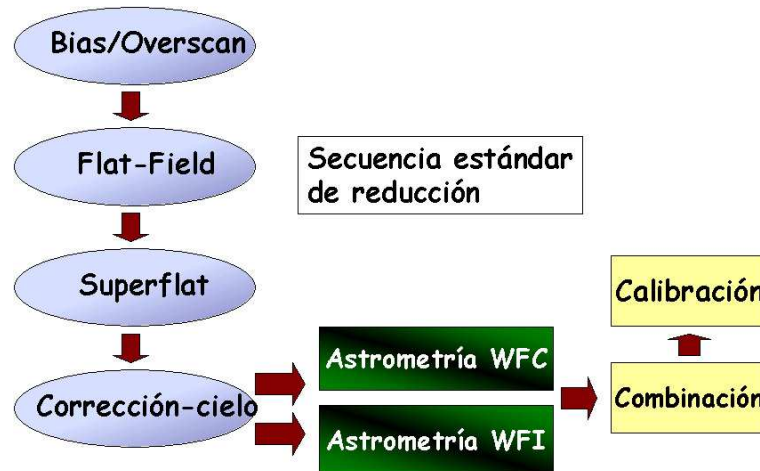 Bias/Overscan
Flat-Field
Secuencia estándar
de reducción
Superflat
Calibración
Astrometría WFC
Corrección-cielo
Combinación
Astrometría WFI